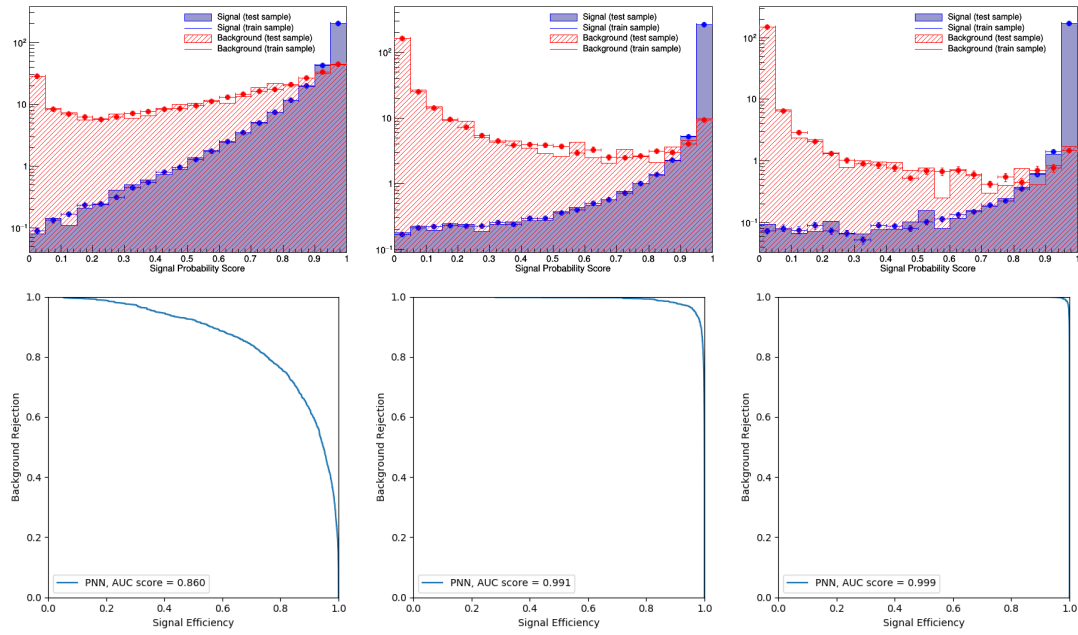 Signal (test sample)
Signal (train sample)
Background (test sample)
Background (train sample)
10²
10
1
10⁻¹
0 0.1 0.2 0.3 0.4 0.5 0.6 0.7 0.8 0.9 1
Signal Probability Score
Signal (test sample)
Signal (train sample)
Background (test sample)
Background (train sample)
10²
10
1
10⁻¹
0 0.1 0.2 0.3 0.4 0.5 0.6 0.7 0.8 0.9 1
Signal Probability Score
Signal (test sample)
Signal (train sample)
Background (test sample)
Background (train sample)
10²
10
1
10⁻¹
0 0.1 0.2 0.3 0.4 0.5 0.6 0.7 0.8 0.9 1
Signal Probability Score
Background Rejection
1.0
0.8
0.6
0.4
0.2
0.0
PNN, AUC score = 0.860
0.0 0.2 0.4 0.6 0.8 1.0
Signal Efficiency
Background Rejection
1.0
0.8
0.6
0.4
0.2
0.0
PNN, AUC score = 0.991
0.0 0.2 0.4 0.6 0.8 1.0
Signal Efficiency
Background Rejection
1.0
0.8
0.6
0.4
0.2
0.0
PNN, AUC score = 0.999
0.0 0.2 0.4 0.6 0.8 1.0
Signal Efficiency